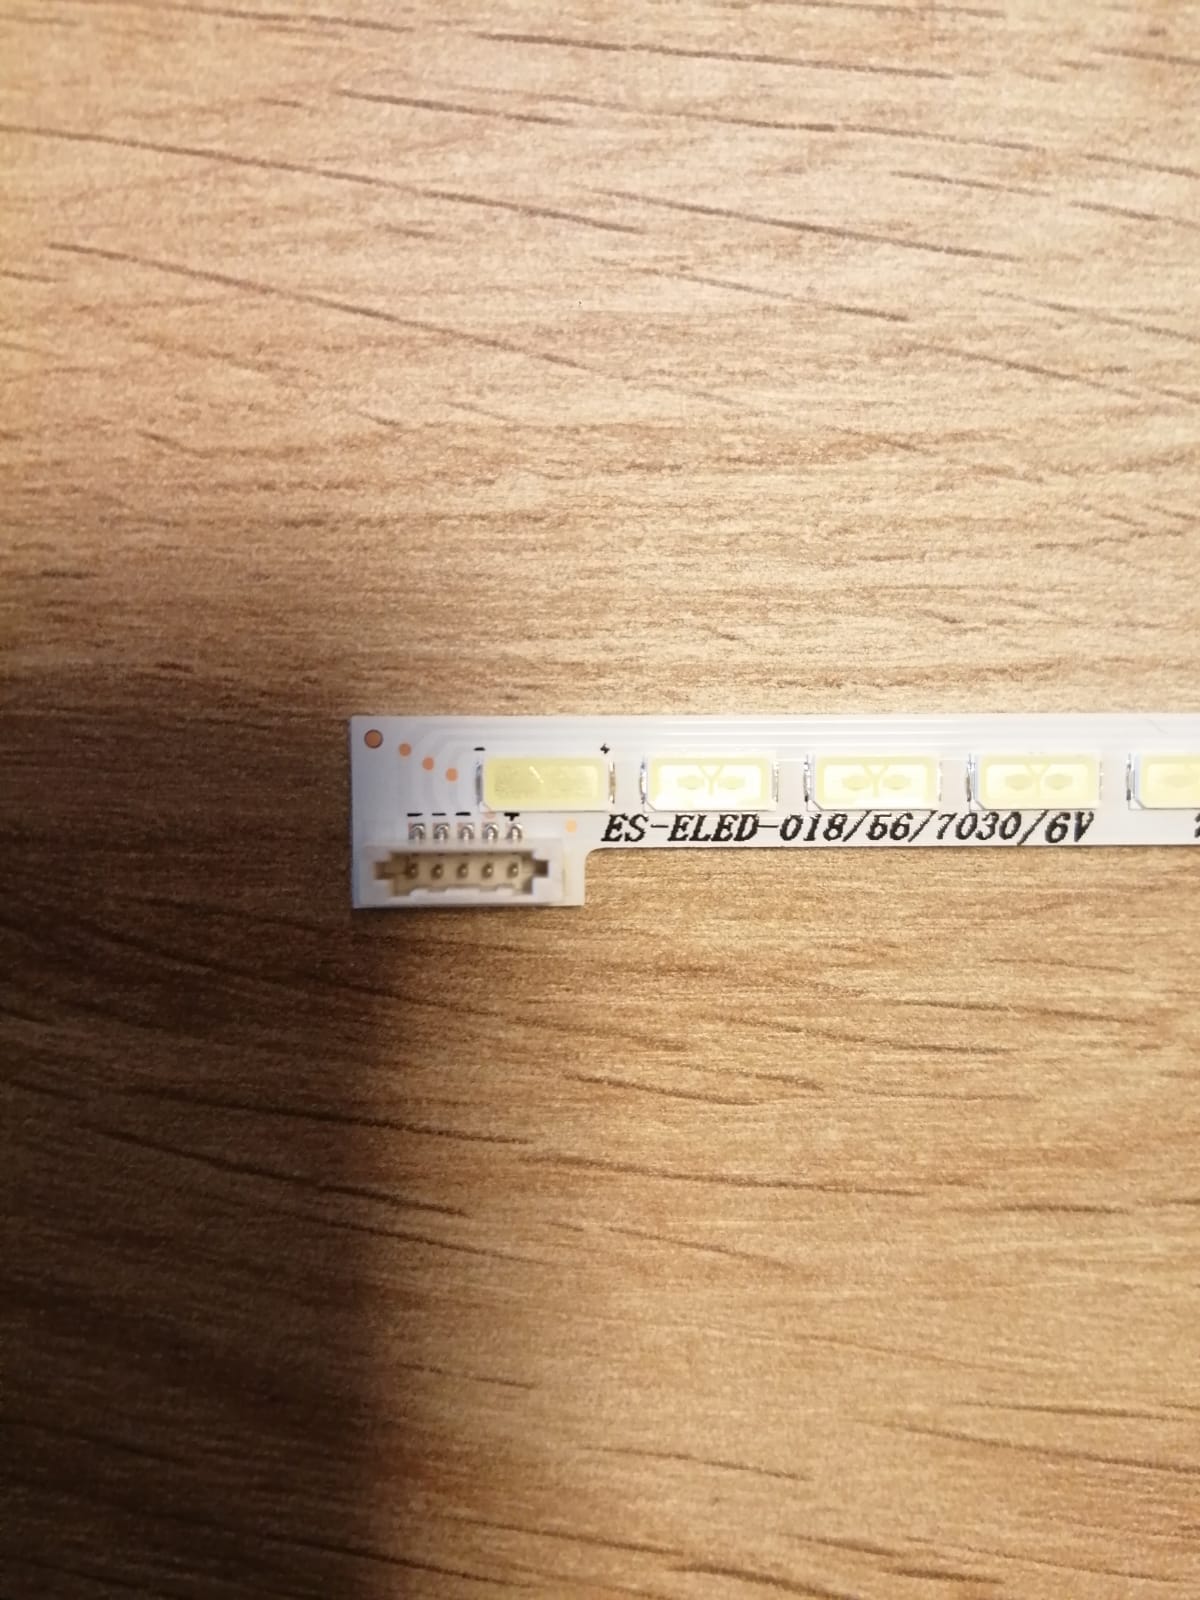 - +
- - - +
ES-ELED-018/56/7030/6V